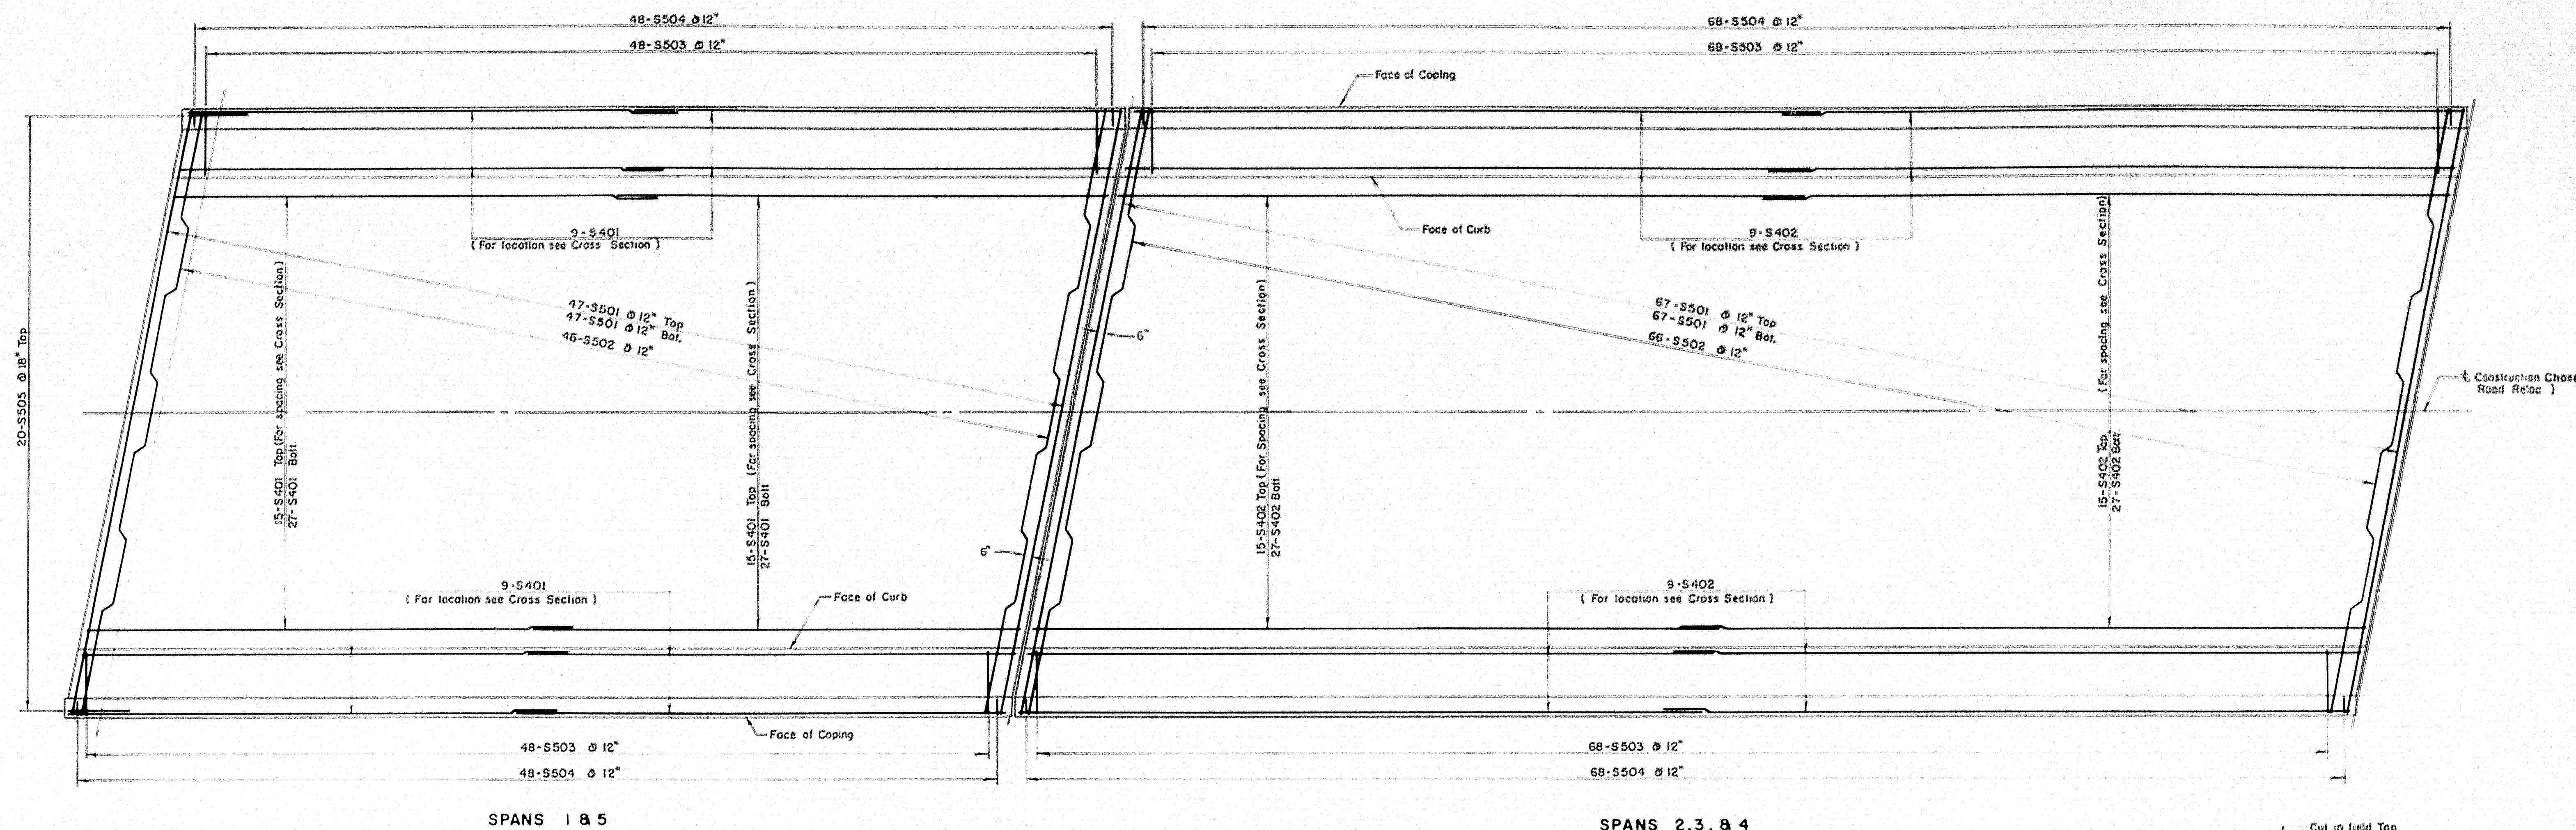 48-S504 @ 12"
68-S504 @ 12"
48-S503 @ 12"
68-S503 @ 12"
Face of Coping
9-S401
( For location see Cross Section )
Face of Curb
9-S402
( For location see Cross Section )
20-S505 @ 18" Top
15-S401 Top (For spacing see Cross Section)
27-S401 Bott.
47-S501 @ 12" Top
47-S501 @ 12" Bot.
46-S502 @ 12"
15-S401 Top (For spacing see Cross Section)
27-S401 Bott
6"
6"
15-S402 Top (For Spacing see Cross Section)
27-S402 Bott
67-S501 @ 12" Top
67-S501 @ 12" Bot.
66-S502 @ 12"
15-S402 Top (For spacing see Cross Section)
27-S402 Bott
℄ Construction Chase
Road Reloc )
9-S401
( For location see Cross Section )
Face of Curb
9-S402
( For location see Cross Section )
Face of Coping
48-S503 @ 12"
68-S503 @ 12"
48-S504 @ 12"
68-S504 @ 12"
SPANS 1 & 5
SPANS 2,3, & 4
Cut in field Top